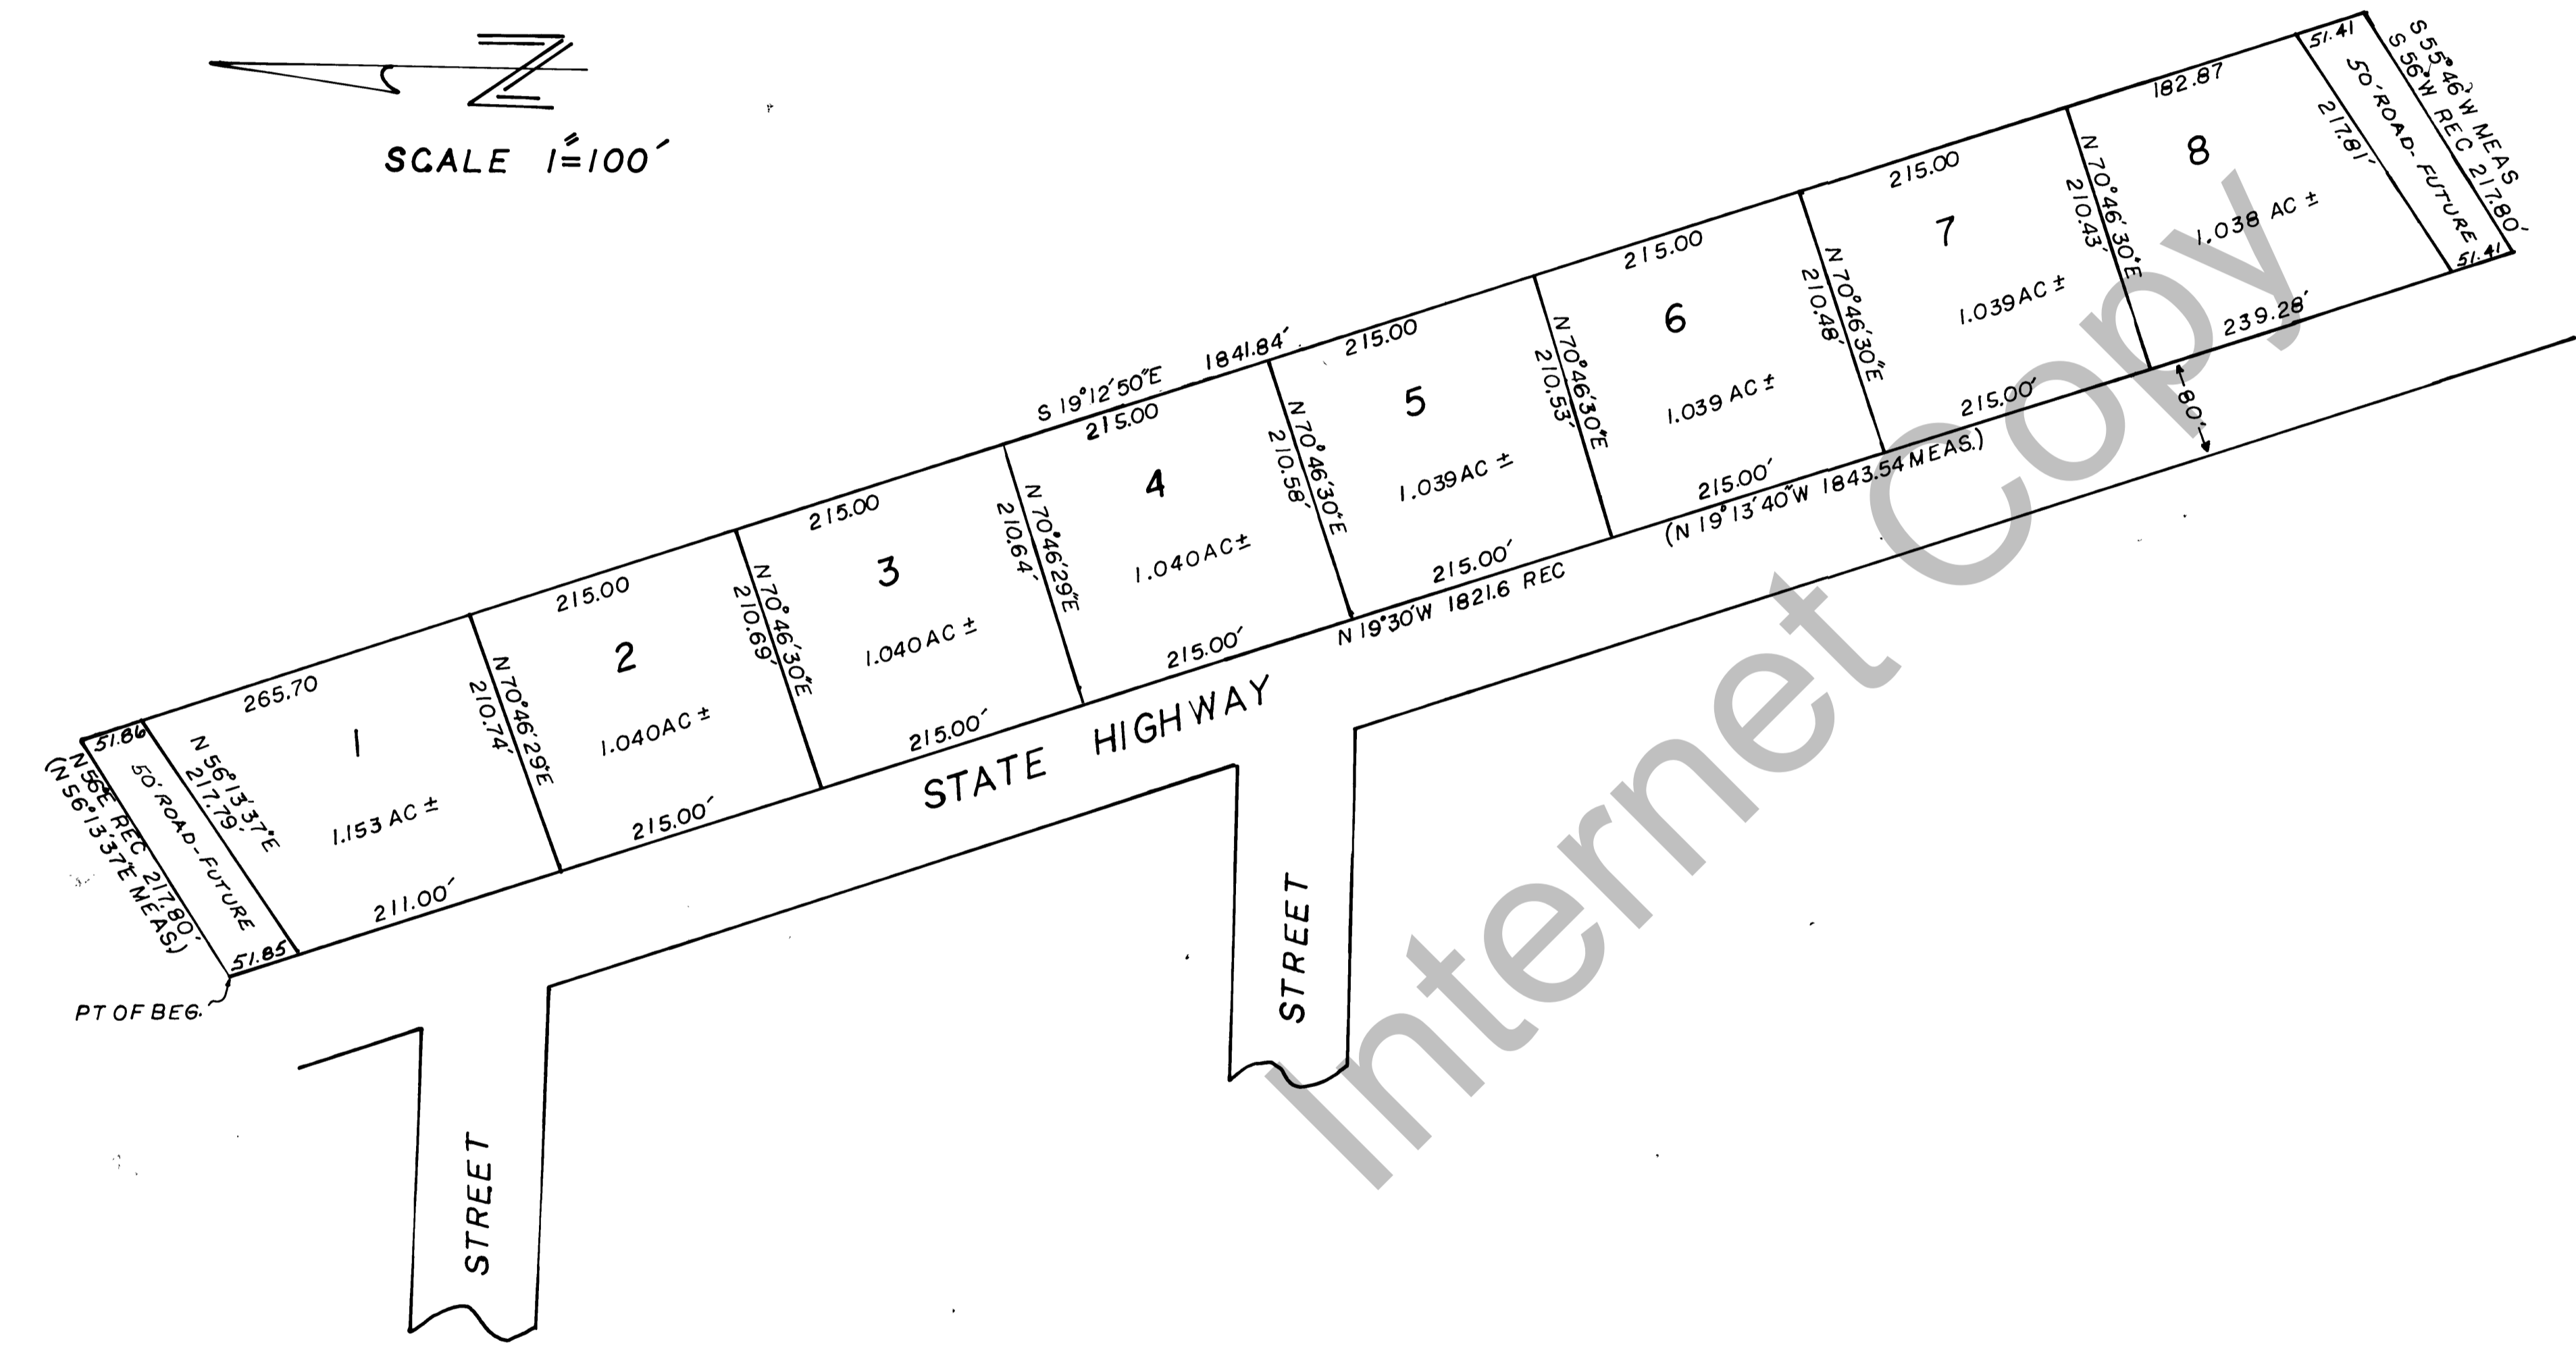 N
SCALE 1"=100'
S 19°12'50"E 1841.84'
51.86
265.70
215.00
215.00
215.00
215.00
215.00
215.00
182.87
51.41
(N 56°13'37"E MEAS.)
N 56°E REC 217.80'
50' ROAD - FUTURE
N 56°13'37"E
217.79'
1
1.153 AC ±
N 70°46'29"E
210.74'
2
1.040 AC ±
N 70°46'30"E
210.69'
3
1.040 AC ±
N 70°46'29"E
210.64'
4
1.040 AC ±
N 70°46'30"E
210.58'
5
1.039 AC ±
N 70°46'30"E
210.53'
6
1.039 AC ±
N 70°46'30"E
210.48'
7
1.039 AC ±
N 70°46'30"E
210.43'
8
1.038 AC ±
217.81'
50' ROAD - FUTURE
S 55°46'W MEAS
S 56°W REC 217.80'
51.85
211.00'
215.00'
215.00'
215.00'
215.00'
215.00'
215.00'
239.28'
51.41
PT OF BEG.
N 19°30'W 1821.6 REC
(N 19°13'40"W 1843.54 MEAS.)
80'
STATE HIGHWAY
STREET
STREET
Internet Copy